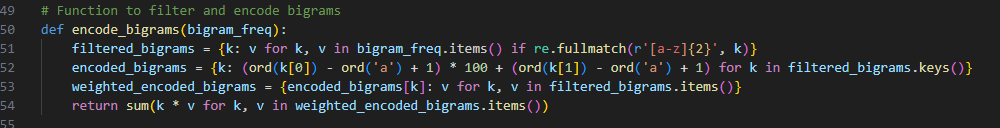 49 # Function to filter and encode bigrams
50 def encode_bigrams(bigram_freq):
51     filtered_bigrams = {k: v for k, v in bigram_freq.items() if re.fullmatch(r'[a-z]{2}', k)}
52     encoded_bigrams = {k: (ord(k[0]) - ord('a') + 1) * 100 + (ord(k[1]) - ord('a') + 1) for k in filtered_bigrams.keys()}
53     weighted_encoded_bigrams = {encoded_bigrams[k]: v for k, v in filtered_bigrams.items()}
54     return sum(k * v for k, v in weighted_encoded_bigrams.items())
55